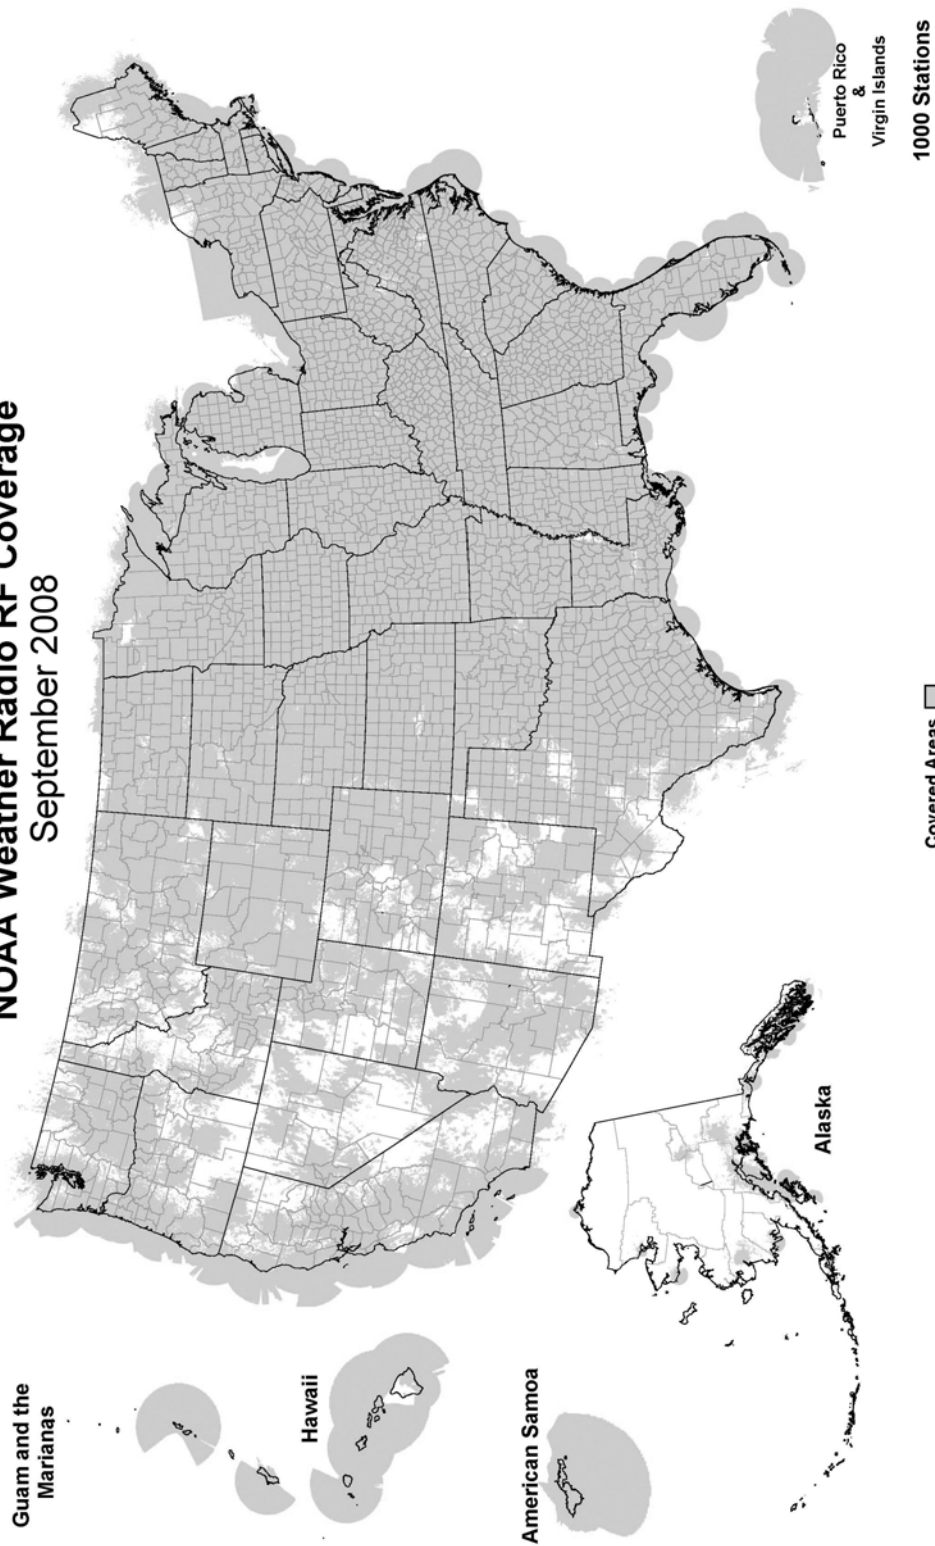 NOAA Weather Radio RF Coverage
September 2008
Guam and the
Marianas
Hawaii
American Samoa
Alaska
Puerto Rico
&
Virgin Islands
Covered Areas
1000 Stations